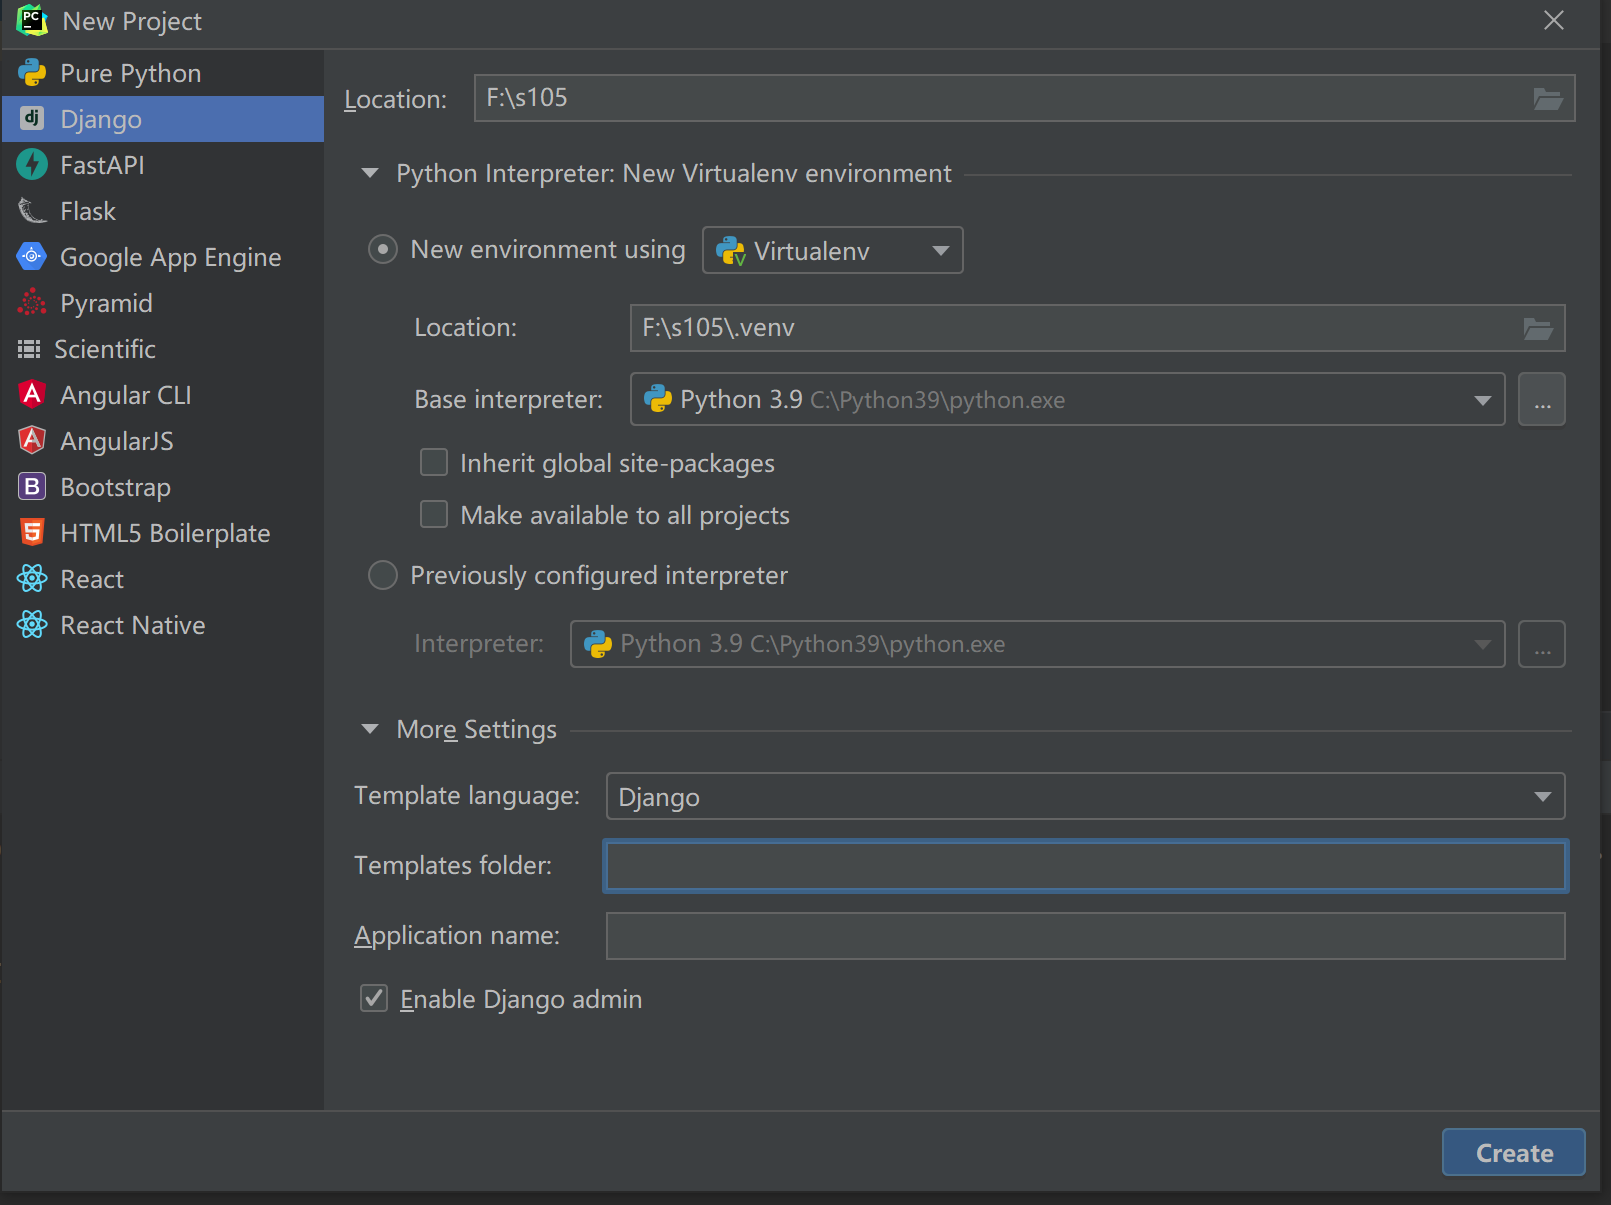 New Project
Pure Python
Django
FastAPI
Flask
Google App Engine
Pyramid
Scientific
Angular CLI
AngularJS
Bootstrap
HTML5 Boilerplate
React
React Native
Location: F:\s105
Python Interpreter: New Virtualenv environment
New environment using Virtualenv
Location: F:\s105\.venv
Base interpreter: Python 3.9 C:\Python39\python.exe ...
Inherit global site-packages
Make available to all projects
Previously configured interpreter
Interpreter: Python 3.9 C:\Python39\python.exe ...
More Settings
Template language: Django
Templates folder:
Application name:
Enable Django admin
Create